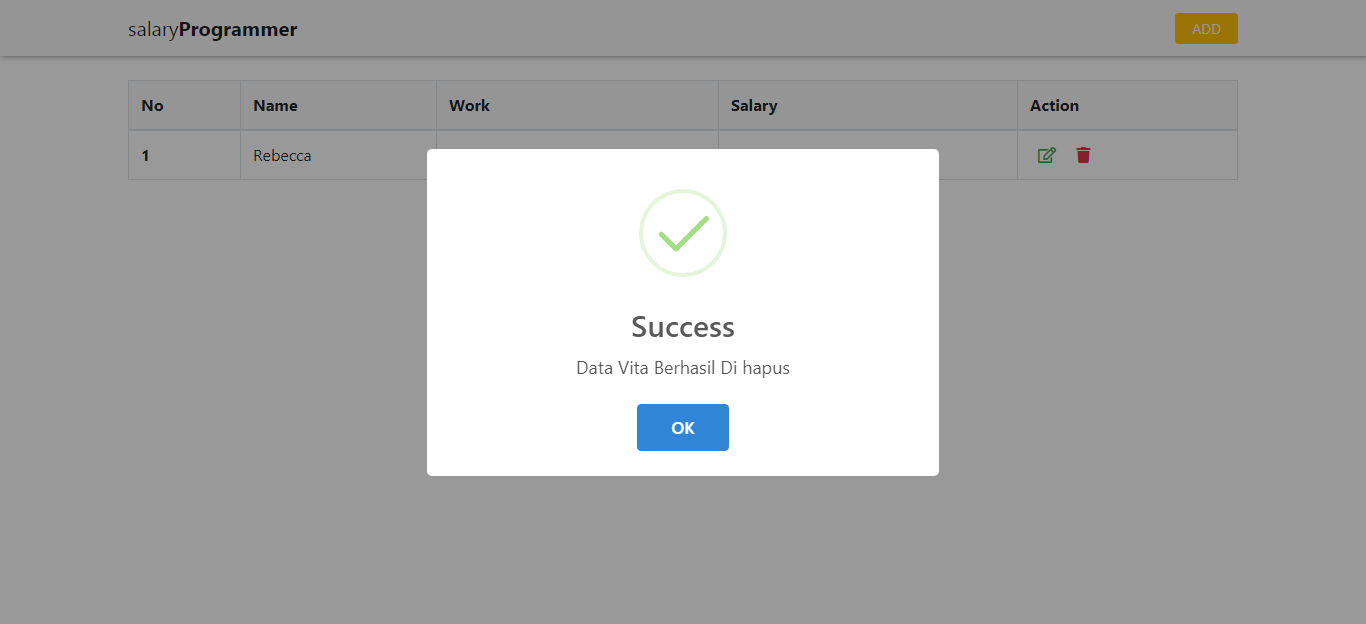 salaryProgrammer ADD
No Name Work Salary Action
1 Rebecca
Success
Data Vita Berhasil Di hapus
OK